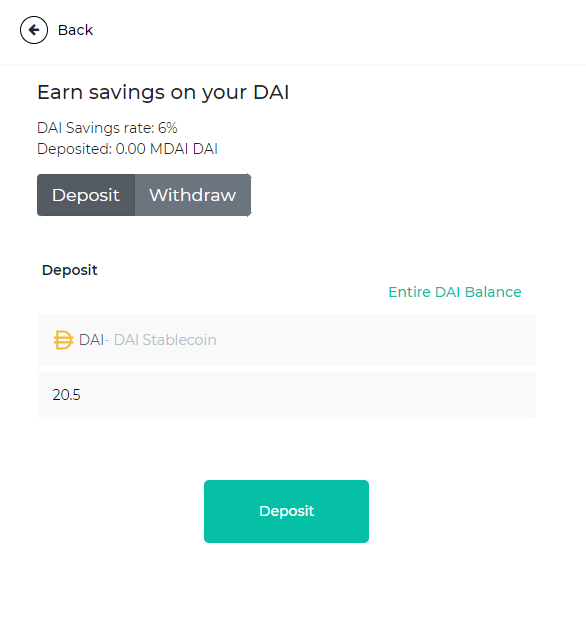 Back
Earn savings on your DAI
DAI Savings rate: 6%
Deposited: 0.00 MDAI DAI
Deposit Withdraw
Deposit
Entire DAI Balance
DAI- DAI Stablecoin
20.5
Deposit